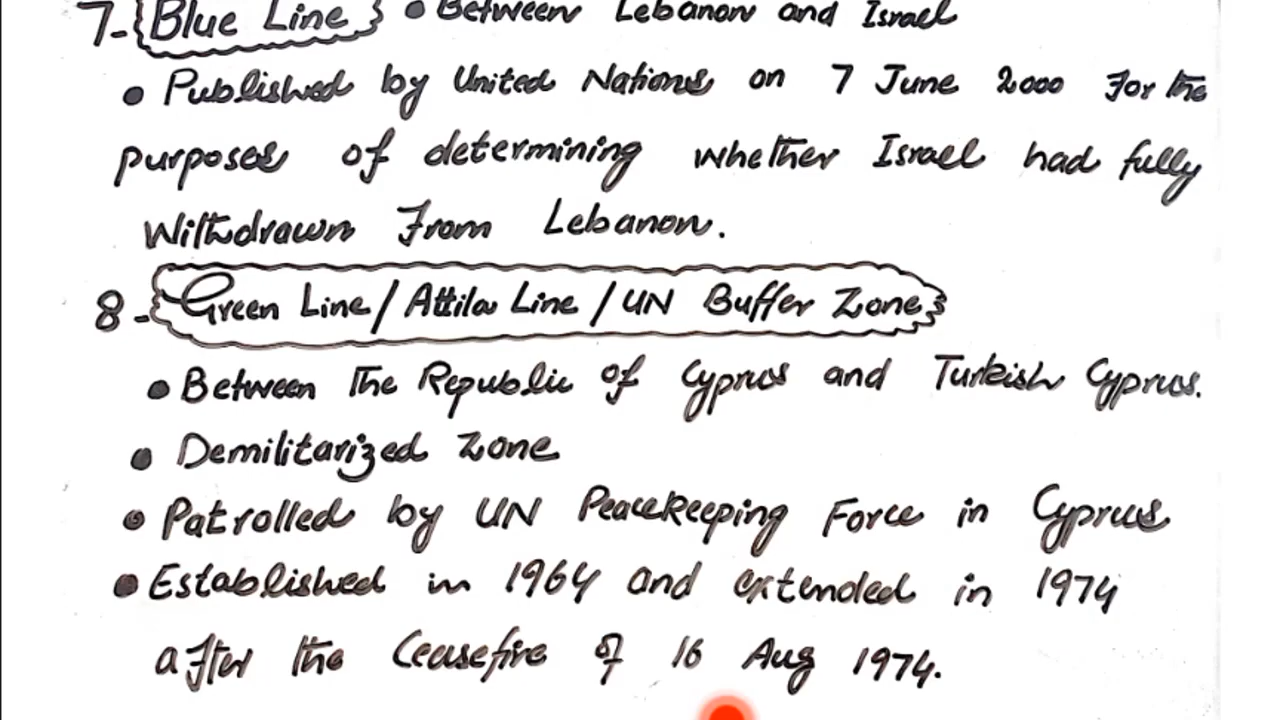 7- Blue Line • Between Lebanon and Israel
• Published by United Nations on 7 June 2000 For the
purposes of determining whether Israel had fully
Withdrawn From Lebanon.
8- Green Line / Attila Line / UN Buffer Zone
• Between The Republic of Cyprus and Turkish Cyprus.
• Demilitarized Zone
• Patrolled by UN Peacekeeping Force in Cyprus
• Established in 1964 and extended in 1974
after the Ceasefire of 16 Aug 1974.